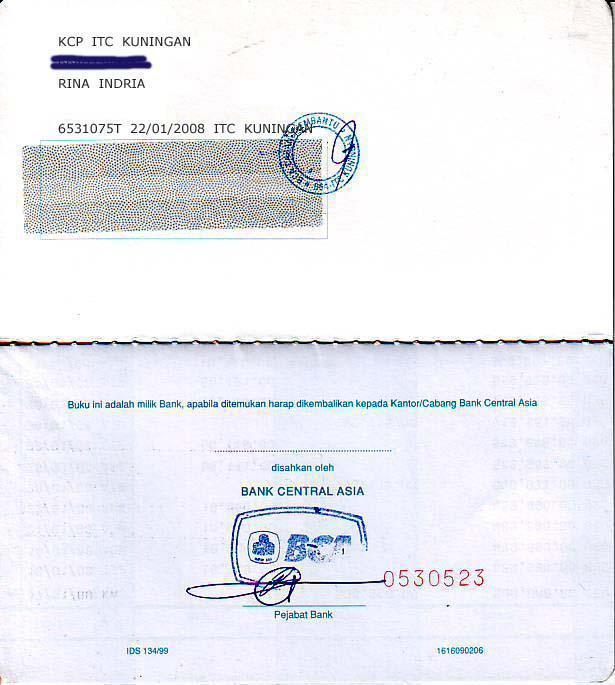 KCP ITC KUNINGAN
RINA INDRIA
6531075T 22/01/2008 ITC KUNINGAN
Buku ini adalah milik Bank, apabila ditemukan harap dikembalikan kepada Kantor/Cabang Bank Central Asia
disahkan oleh
BANK CENTRAL ASIA
BCA
0530523
Pejabat Bank
IDS 134/99 1616090206